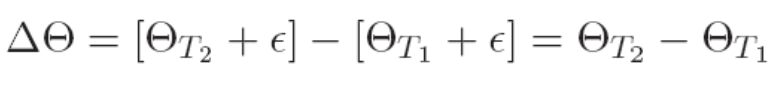 ΔΘ = [Θ_{T_2} + ϵ] − [Θ_{T_1} + ϵ] = Θ_{T_2} − Θ_{T_1}